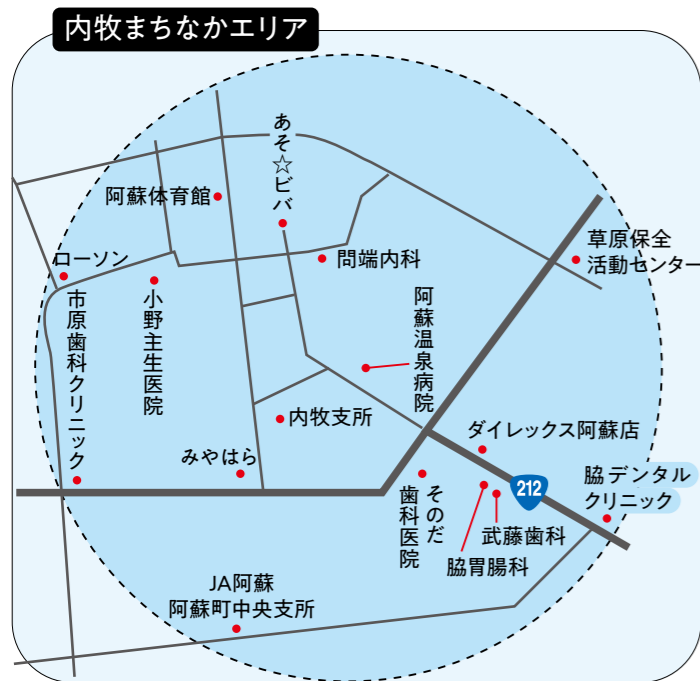 内牧まちなかエリア
あそ☆ビバ
阿蘇体育館
ローソン
問端内科
草原保全
活動センター
市原歯科クリニック
小野主生医院
阿蘇温泉病院
内牧支所
みやはら
ダイレックス阿蘇店
脇デンタル
クリニック
212
そのだ
歯科医院
武藤歯科
脇胃腸科
JA阿蘇
阿蘇町中央支所